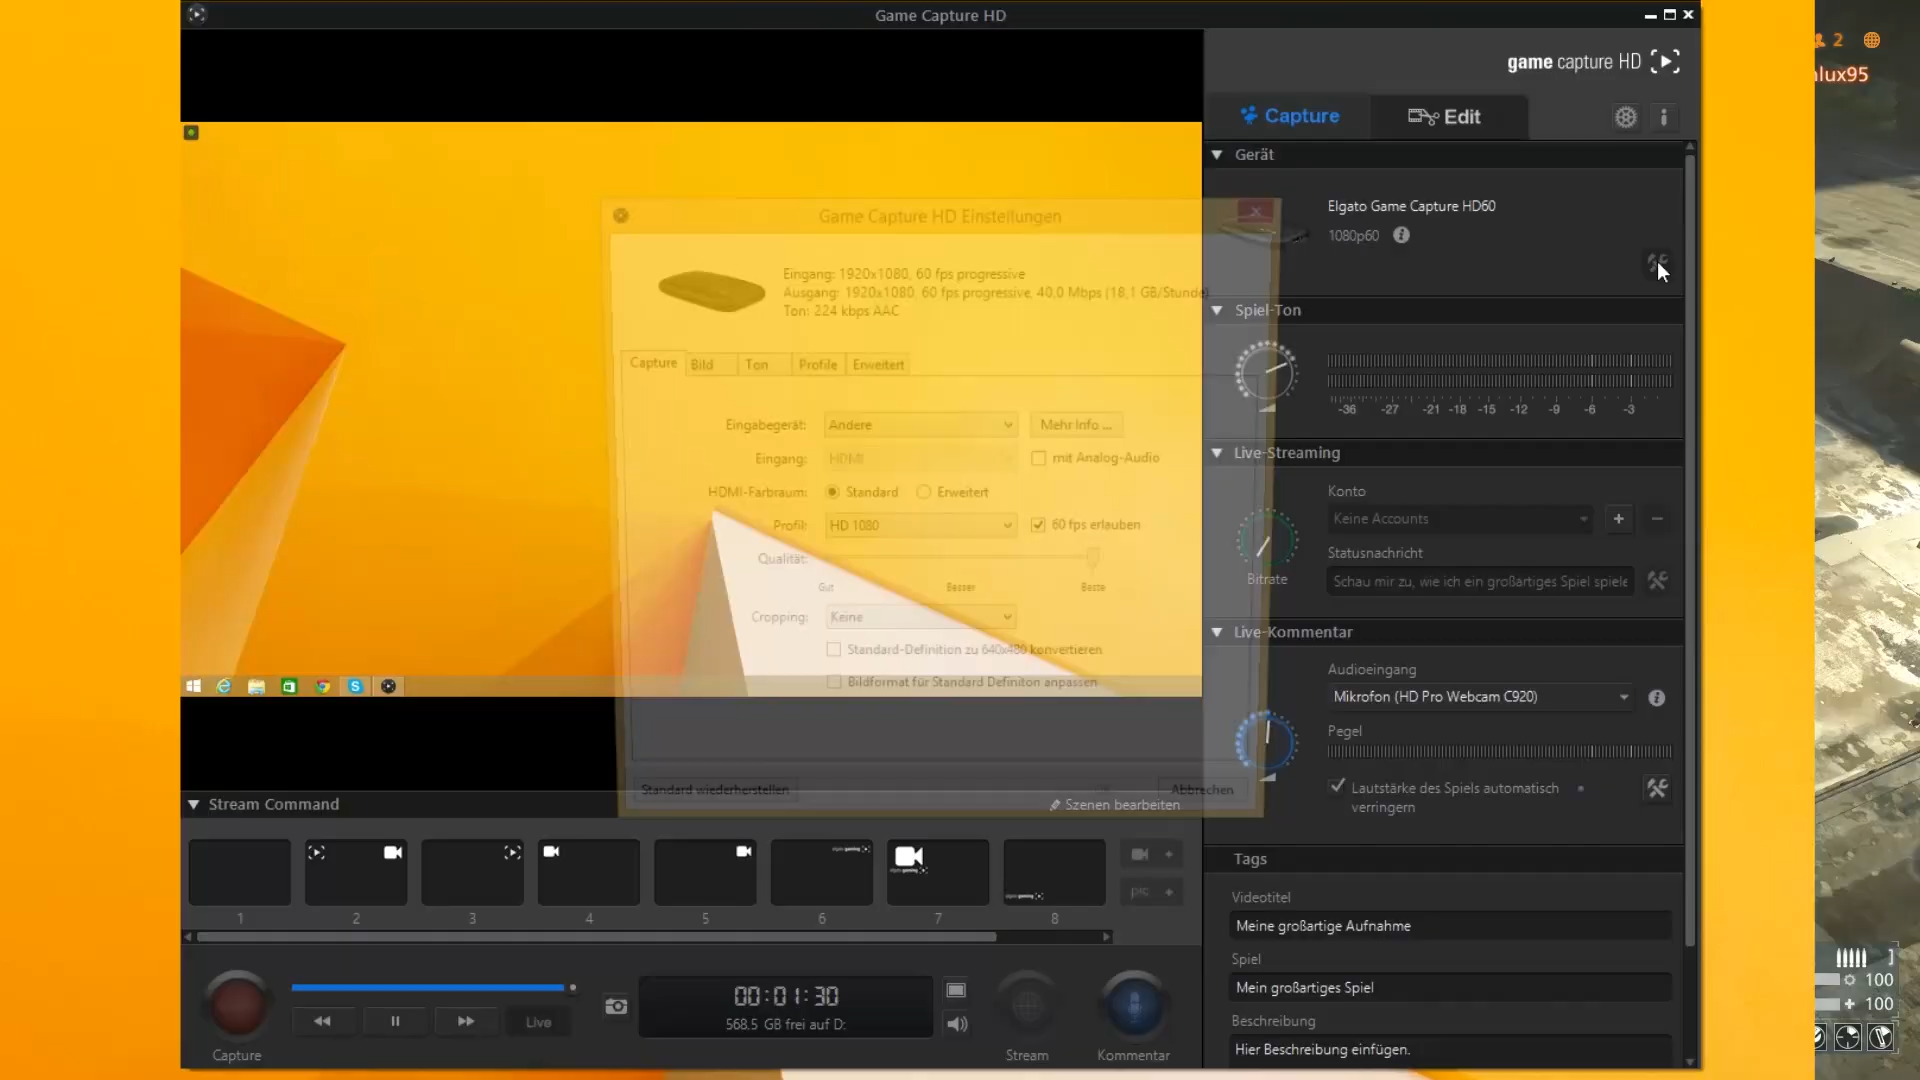 Game Capture HD
2
lux95
game capture HD
Capture
Edit
Gerät
Elgato Game Capture HD60
1080p60
Game Capture HD Einstellungen
Eingang: 1920x1080, 60 fps progressive
Ausgang: 1920x1080, 60 fps progressive, 40,0 Mbps (18,1 GB/Stunde)
Ton: 224 kbps AAC
Capture
Bild
Ton
Profile
Erweitert
Eingabegerät:
Andere
Mehr Info ...
Eingang:
HDMI
mit Analog-Audio
HDMI-Farbraum:
Standard
Erweitert
Profil:
HD 1080
60 fps erlauben
Qualität:
Gut
Besser
Beste
Cropping:
Keine
Standard-Definition zu 640x480 konvertieren
Bildformat für Standard Definiton anpassen
Standard wiederherstellen
Abbrechen
Spiel-Ton
-36 -27 -21 -18 -15 -12 -9 -6 -3
Live-Streaming
Konto
Keine Accounts
Statusnachricht
Schau mir zu, wie ich ein großartiges Spiel spiele
Bitrate
Live-Kommentar
Audioeingang
Mikrofon (HD Pro Webcam C920)
Pegel
Lautstärke des Spiels automatisch
verringern
Tags
Videotitel
Meine großartige Aufnahme
Spiel
Mein großartiges Spiel
Beschreibung
Hier Beschreibung einfügen.
Stream Command
Szenen bearbeiten
1 2 3 4 5 6 7 8
Live
00:01:30
568.5 GB frei auf D:
Capture
Stream
Kommentar
100
100